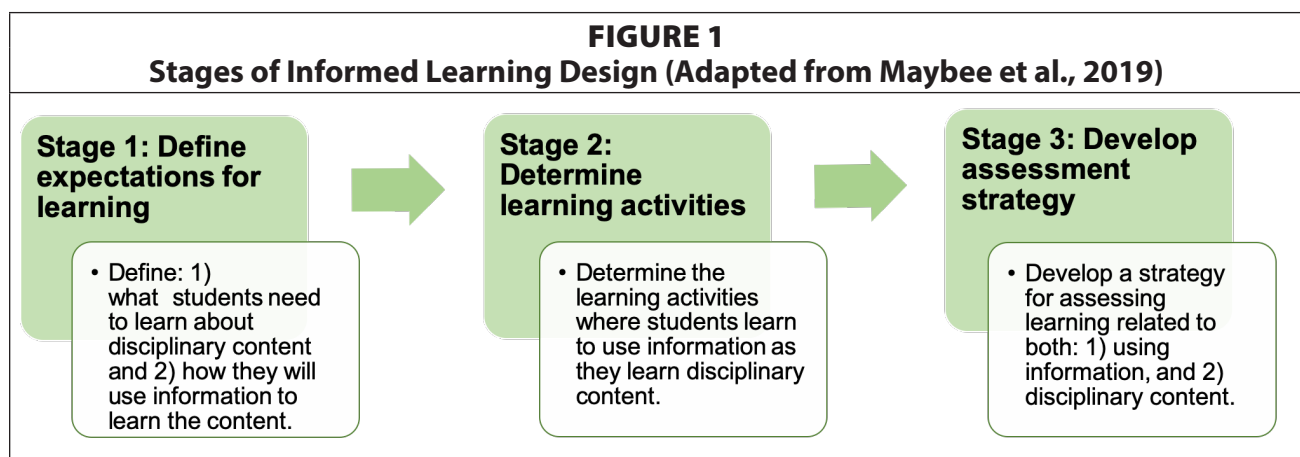 FIGURE 1
Stages of Informed Learning Design (Adapted from Maybee et al., 2019)
Stage 1: Define
expectations for
learning
• Define: 1)
what students need
to learn about
disciplinary content
and 2) how they will
use information to
learn the content.
Stage 2:
Determine
learning activities
• Determine the
learning activities
where students learn
to use information as
they learn disciplinary
content.
Stage 3: Develop
assessment
strategy
• Develop a strategy
for assessing
learning related to
both: 1) using
information, and 2)
disciplinary content.